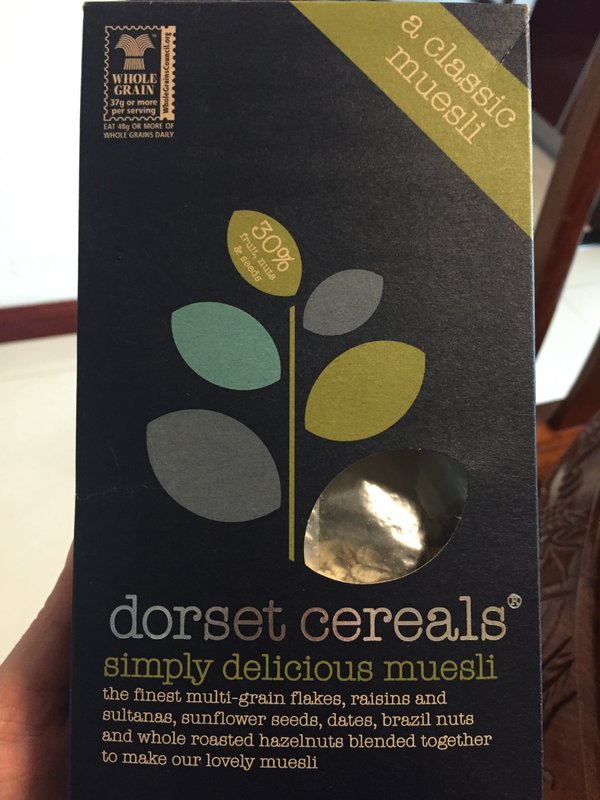 WHOLE
GRAIN
37g or more
per serving
WholeGrainsCouncil.org
EAT 48g OR MORE OF
WHOLE GRAINS DAILY
a classic
muesli
30%
fruit, nuts
& seeds
dorset cereals®
simply delicious muesli
the finest multi-grain flakes, raisins and
sultanas, sunflower seeds, dates, brazil nuts
and whole roasted hazelnuts blended together
to make our lovely muesli